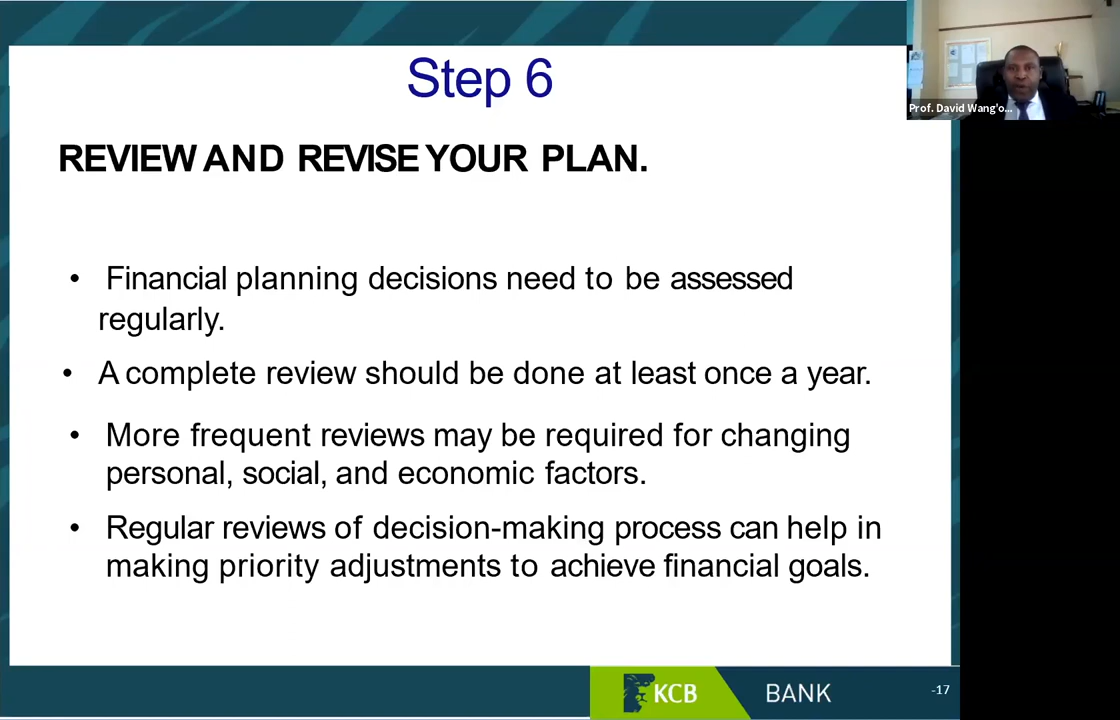 Step 6
Prof. David Wang'o...
REVIEW AND REVISE YOUR PLAN.
• Financial planning decisions need to be assessed
regularly.
• A complete review should be done at least once a year.
• More frequent reviews may be required for changing
personal, social, and economic factors.
• Regular reviews of decision-making process can help in
making priority adjustments to achieve financial goals.
KCB BANK
-17